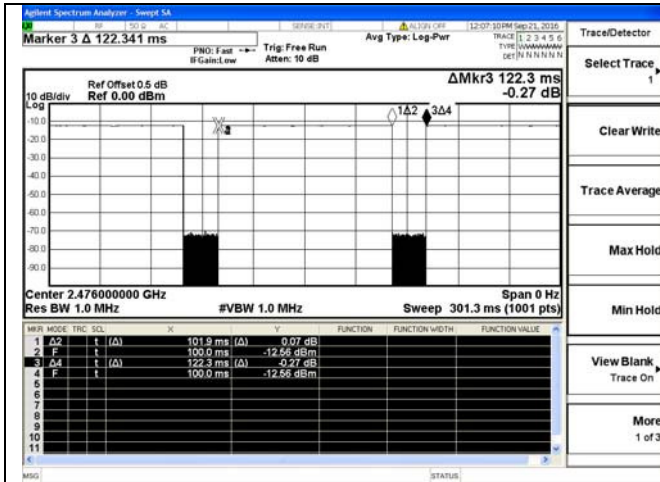 Agilent Spectrum Analyzer - Swept SA
RF 50 Ω AC SENSE:INT ALIGN OFF 12:07:10 PM Sep 21, 2016
Marker 3 Δ 122.341 ms
PNO: Fast
IFGain:Low
Trig: Free Run
Atten: 10 dB
Avg Type: Log-Pwr
TRACE 1 2 3 4 5 6
TYPE WWWWWW
DET N N N N N N
Ref Offset 0.5 dB
10 dB/div Ref 0.00 dBm
Log
ΔMkr3 122.3 ms
-0.27 dB
1Δ2 3Δ4
-10.0
-20.0
-30.0
-40.0
-50.0
-60.0
-70.0
-80.0
-90.0
Center 2.476000000 GHz Span 0 Hz
Res BW 1.0 MHz #VBW 1.0 MHz Sweep 301.3 ms (1001 pts)
MKR MODE TRC SCL X Y FUNCTION FUNCTION WIDTH FUNCTION VALUE
1 Δ2 t (Δ) 101.9 ms (Δ) 0.07 dB
2 F t 100.0 ms -12.56 dBm
3 Δ4 t (Δ) 122.3 ms (Δ) -0.27 dB
4 F t 100.0 ms -12.56 dBm
5
6
7
8
9
10
11
MSG STATUS
Trace/Detector
Select Trace
1
Clear Write
Trace Average
Max Hold
Min Hold
View Blank
Trace On
More
1 of 3